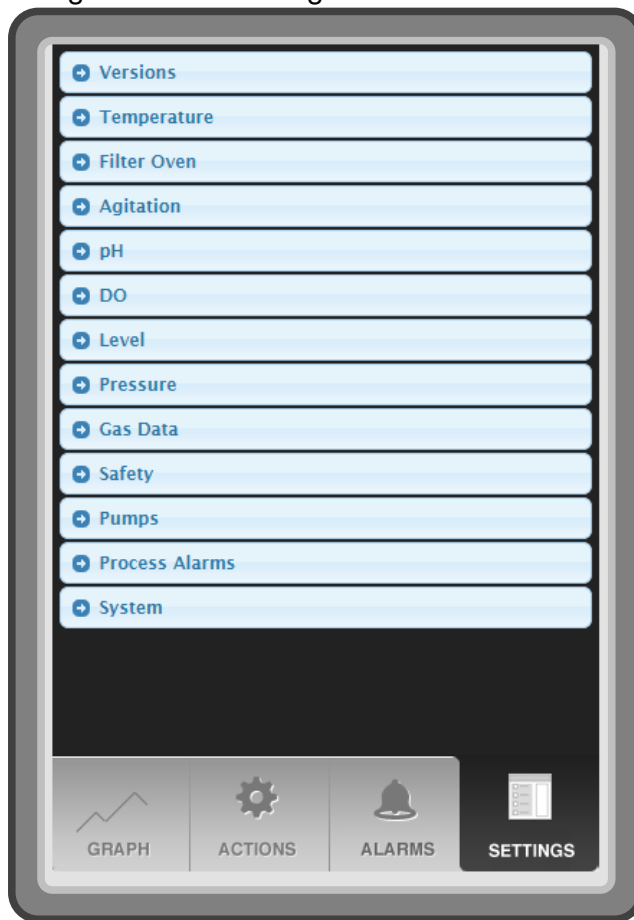 Versions
Temperature
Filter Oven
Agitation
pH
DO
Level
Pressure
Gas Data
Safety
Pumps
Process Alarms
System
GRAPH ACTIONS ALARMS SETTINGS